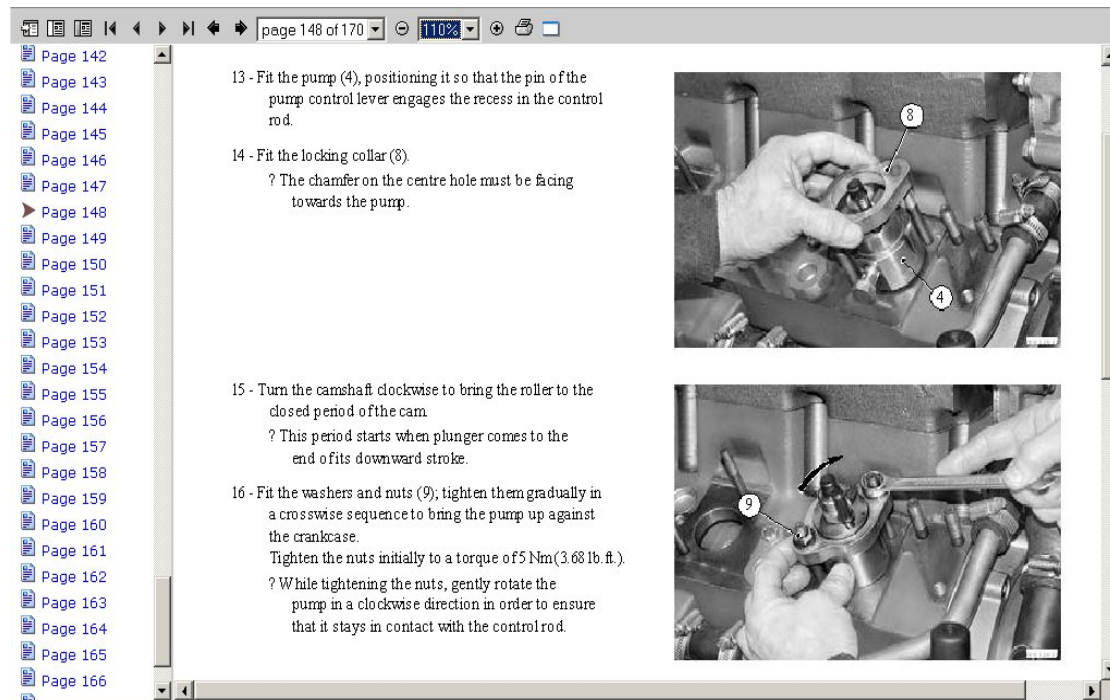 page 148 of 170
110%
Page 142
Page 143
Page 144
Page 145
Page 146
Page 147
Page 148
Page 149
Page 150
Page 151
Page 152
Page 153
Page 154
Page 155
Page 156
Page 157
Page 158
Page 159
Page 160
Page 161
Page 162
Page 163
Page 164
Page 165
Page 166
13 - Fit the pump (4), positioning it so that the pin of the
pump control lever engages the recess in the control
rod.
14 - Fit the locking collar (8).
? The chamfer on the centre hole must be facing
towards the pump.
8
4
15 - Turn the camshaft clockwise to bring the roller to the
closed period of the cam
? This period starts when plunger comes to the
end of its downward stroke.
16 - Fit the washers and nuts (9); tighten them gradually in
a crosswise sequence to bring the pump up against
the crankcase.
Tighten the nuts initially to a torque of 5 Nm (3.68 lb.ft.).
? While tightening the nuts, gently rotate the
pump in a clockwise direction in order to ensure
that it stays in contact with the control rod.
9